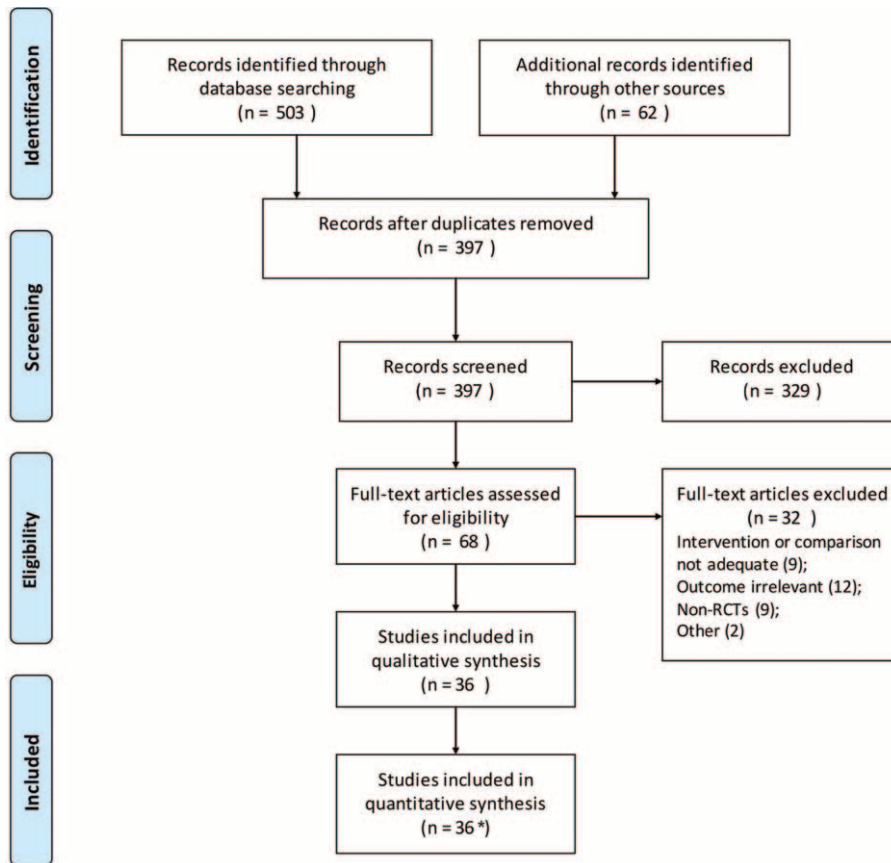 Identification
Records identified through
database searching
(n = 503 )
Additional records identified
through other sources
(n = 62 )
Records after duplicates removed
(n = 397 )
Screening
Records screened
(n = 397 )
Records excluded
(n = 329 )
Eligibility
Full-text articles assessed
for eligibility
(n = 68 )
Full-text articles excluded
(n = 32 )
Intervention or comparison
not adequate (9);
Outcome irrelevant (12);
Non-RCTs (9);
Other (2)
Studies included in
qualitative synthesis
(n = 36 )
Included
Studies included in
quantitative synthesis
(n = 36 *)